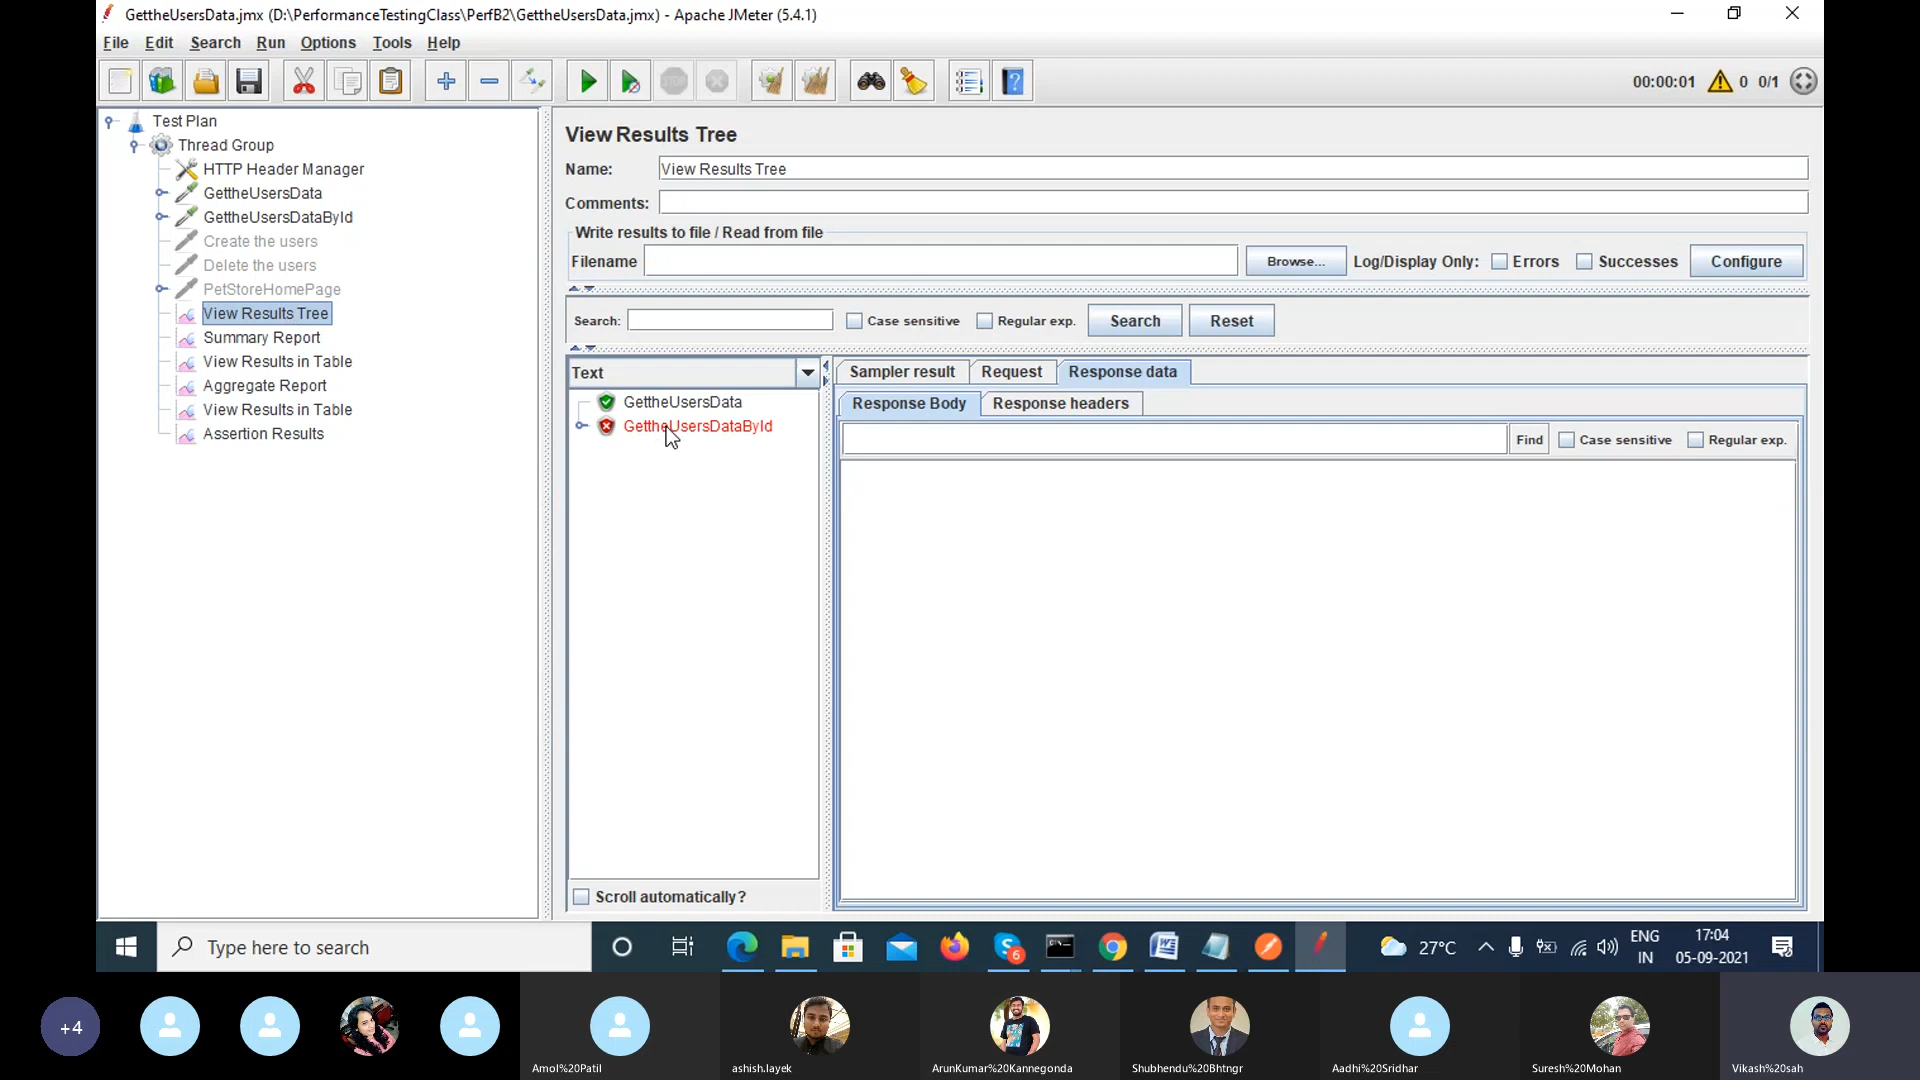 GettheUsersData.jmx (D:\PerformanceTestingClass\PerfB2\GettheUsersData.jmx) - Apache JMeter (5.4.1)
File Edit Search Run Options Tools Help
00:00:01 0 0/1
Test Plan
Thread Group
HTTP Header Manager
GettheUsersData
GettheUsersDataById
Create the users
Delete the users
PetStoreHomePage
View Results Tree
Summary Report
View Results in Table
Aggregate Report
View Results in Table
Assertion Results
View Results Tree
Name: View Results Tree
Comments:
Write results to file / Read from file
Filename Browse... Log/Display Only: Errors Successes Configure
Search: Case sensitive Regular exp. Search Reset
Text
GettheUsersData
GettheUsersDataById
Scroll automatically?
Sampler result Request Response data
Response Body Response headers
Find Case sensitive Regular exp.
Type here to search
6
27°C
ENG
IN
17:04
05-09-2021
+4
Amol%20Patil
ashish.layek
ArunKumar%20Kannegonda
Shubhendu%20Bhtngr
Aadhi%20Sridhar
Suresh%20Mohan
Vikash%20sah